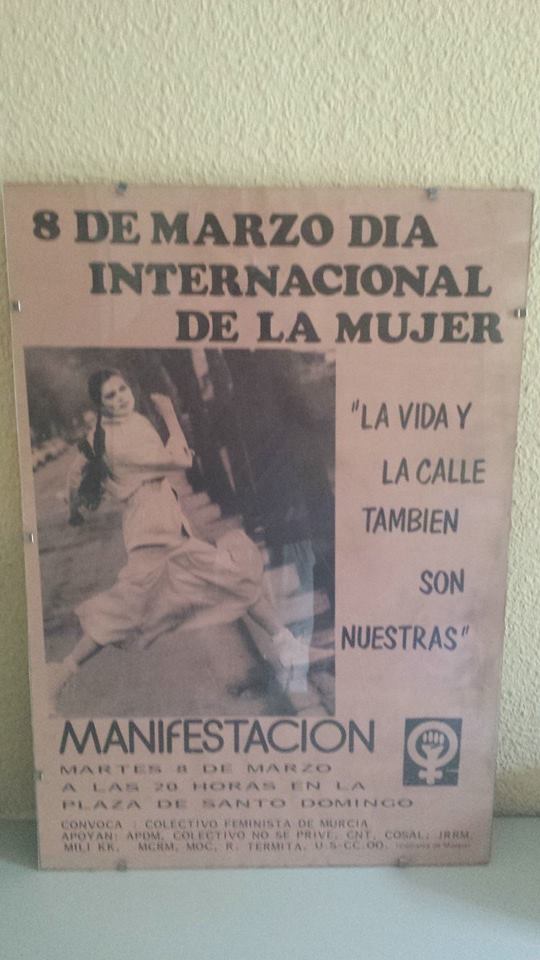 8 DE MARZO DIA
INTERNACIONAL
DE LA MUJER
"LA VIDA Y
LA CALLE
TAMBIEN
SON
NUESTRAS"
MANIFESTACION
MARTES 8 DE MARZO
A LAS 20 HORAS EN LA
PLAZA DE SANTO DOMINGO
CONVOCA : COLECTIVO FEMINISTA DE MURCIA
APOYAN: APDM, COLECTIVO NO SE PRIVE, CNT, COSAL, JRRM,
MILI KK, MCRM, MOC, R. TERMITA, U.S-CC.OO.